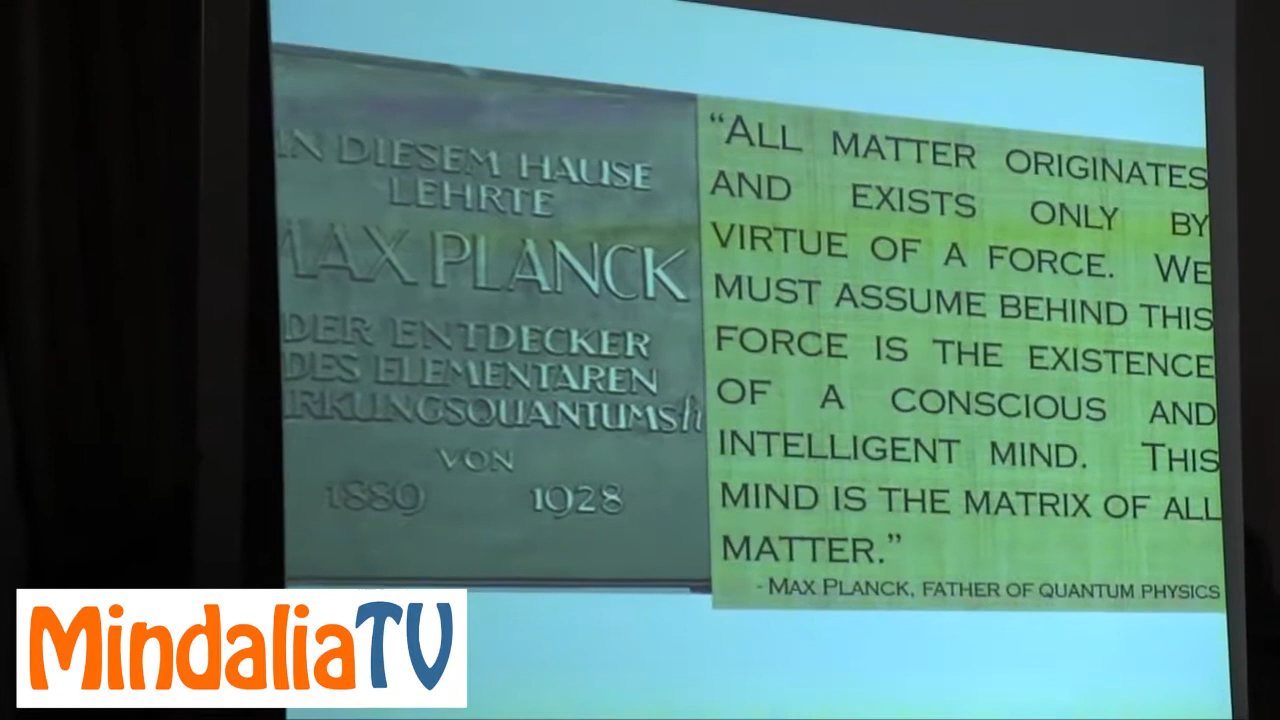 IN DIESEM HAUSE
LEHRTE
MAX PLANCK
DER ENTDECKER
DES ELEMENTAREN
RKUNGSQUANTUMS h
VON
1889 1928
“ALL MATTER ORIGINATES
AND EXISTS ONLY BY
VIRTUE OF A FORCE. WE
MUST ASSUME BEHIND THIS
FORCE IS THE EXISTENCE
OF A CONSCIOUS AND
INTELLIGENT MIND. THIS
MIND IS THE MATRIX OF ALL
MATTER.”
- MAX PLANCK, FATHER OF QUANTUM PHYSICS
MindaliaTV